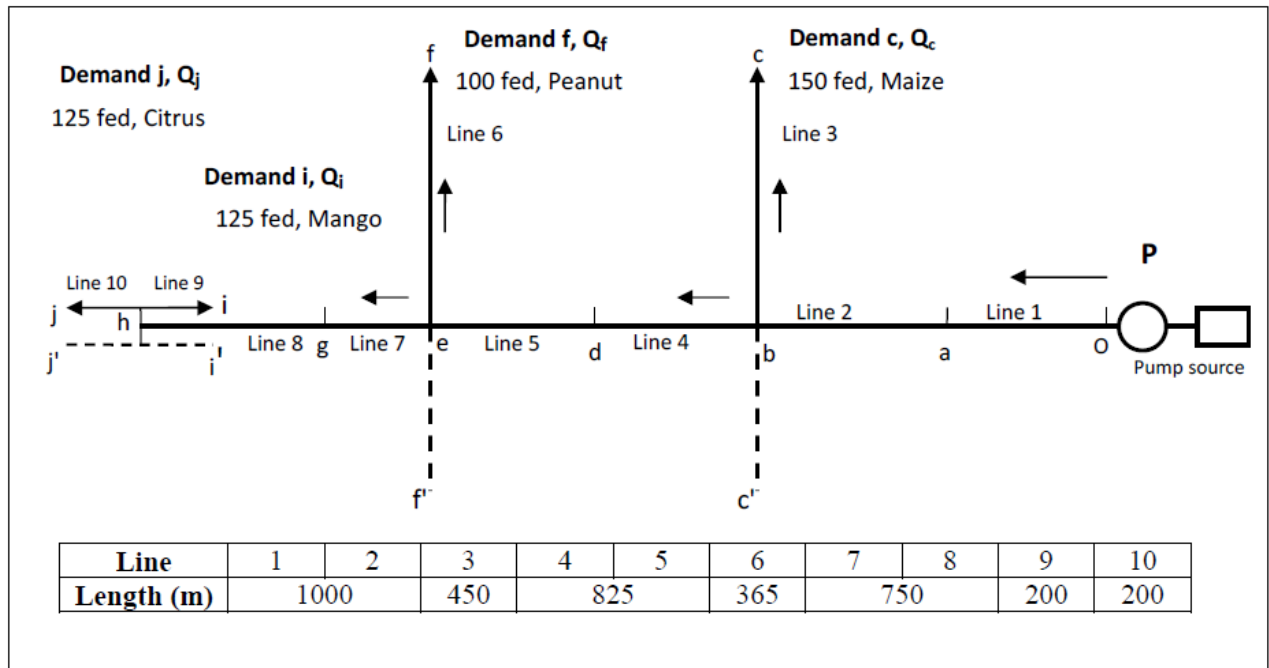 Demand j, Qj
125 fed, Citrus
f
Demand f, Qf
100 fed, Peanut
c
Demand c, Qc
150 fed, Maize
Line 6
Line 3
Demand i, Qi
125 fed, Mango
P
Line 10
Line 9
j
h
i
Line 8
g
Line 7
e
Line 5
d
Line 4
b
Line 2
a
Line 1
O
Pump source
j'
i'
f'
c'
Line 1 2 3 4 5 6 7 8 9 10
Length (m) 1000 450 825 365 750 200 200